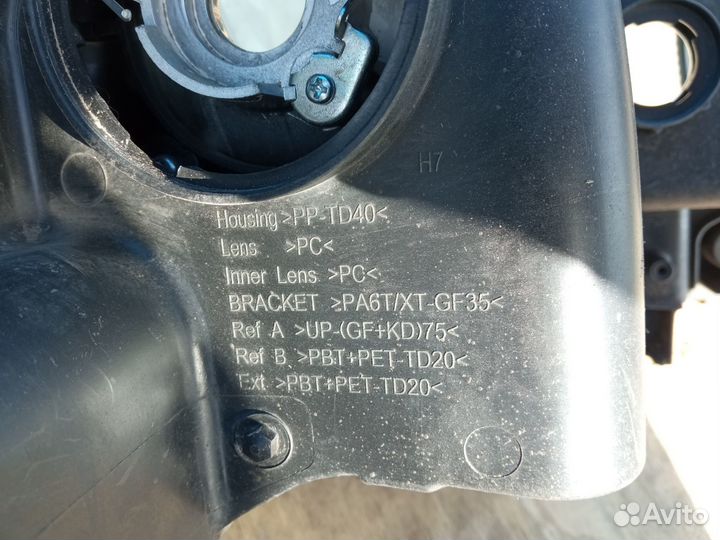 H7
Housing >PP-TD40<
Lens >PC<
Inner Lens >PC<
BRACKET >PA6T/XT-GF35<
Ref A >UP-(GF+KD)75<
Ref B >PBT+PET-TD20<
Ext >PBT+PET-TD20<
Avito